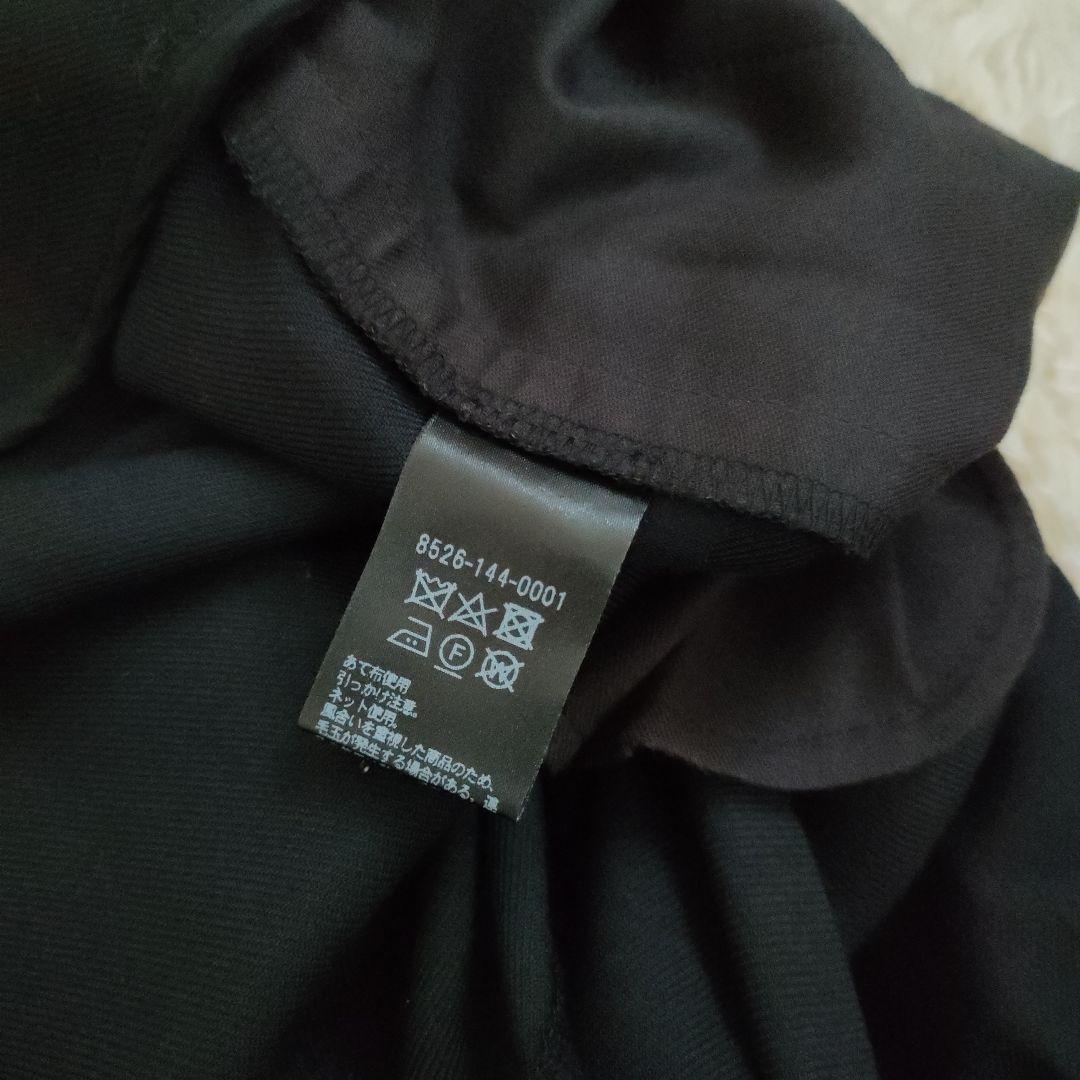 8526-144-0001
F
W
あて布使用
引っかけ注意。
ネット使用。
風合いを重視した商品のため、
毛玉が発生する場合がある。